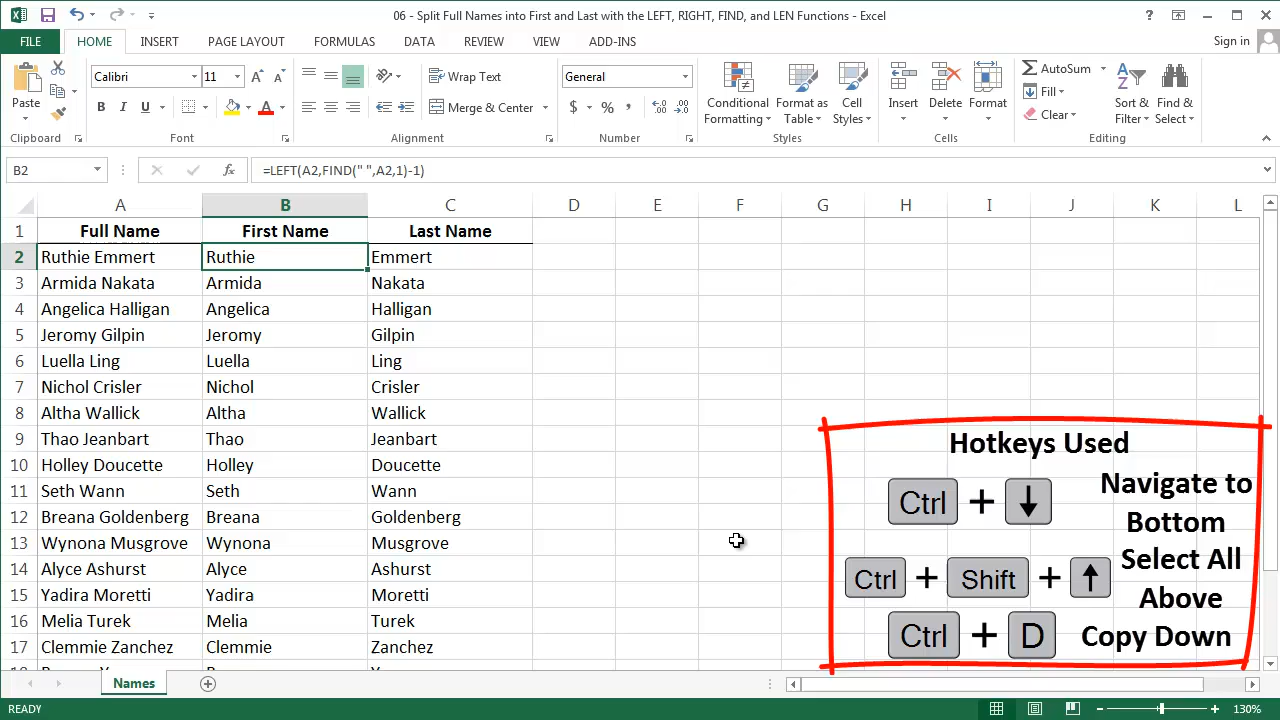 06 - Split Full Names into First and Last with the LEFT, RIGHT, FIND, and LEN Functions - Excel
FILE HOME INSERT PAGE LAYOUT FORMULAS DATA REVIEW VIEW ADD-INS Sign in
Paste
Calibri 11
B I U A
Wrap Text
Merge & Center
General
$ % ,
Conditional Formatting
Format as Table
Cell Styles
Insert
Delete
Format
AutoSum
Fill
Clear
Sort & Filter
Find & Select
Clipboard Font Alignment Number Styles Cells Editing
B2 fx =LEFT(A2,FIND(" ",A2,1)-1)
A B C D E F G H I J K L
1 Full Name First Name Last Name
2 Ruthie Emmert Ruthie Emmert
3 Armida Nakata Armida Nakata
4 Angelica Halligan Angelica Halligan
5 Jeromy Gilpin Jeromy Gilpin
6 Luella Ling Luella Ling
7 Nichol Crisler Nichol Crisler
8 Altha Wallick Altha Wallick
9 Thao Jeanbart Thao Jeanbart
10 Holley Doucette Holley Doucette
11 Seth Wann Seth Wann
12 Breana Goldenberg Breana Goldenberg
13 Wynona Musgrove Wynona Musgrove
14 Alyce Ashurst Alyce Ashurst
15 Yadira Moretti Yadira Moretti
16 Melia Turek Melia Turek
17 Clemmie Zanchez Clemmie Zanchez
Hotkeys Used
Ctrl + ↓ Navigate to
Bottom
Ctrl + Shift + ↑ Select All
Above
Ctrl + D Copy Down
Names
READY 130%